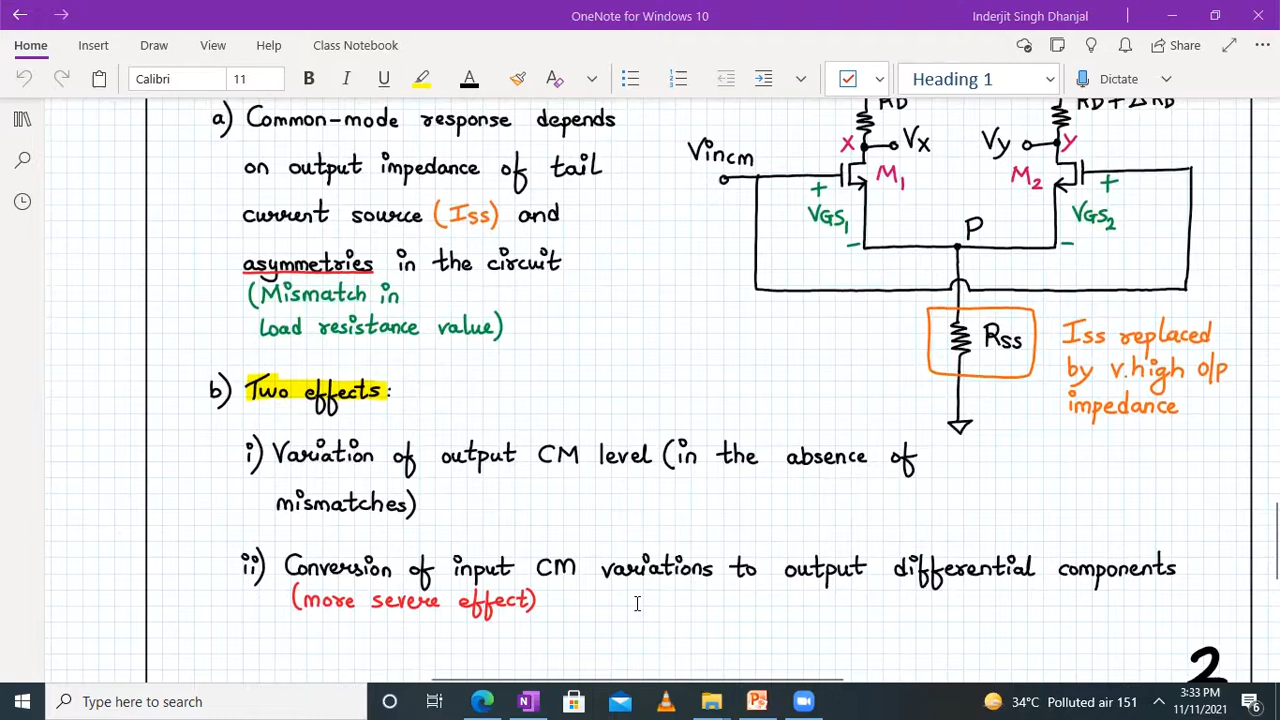 OneNote for Windows 10
Inderjit Singh Dhanjal
Home Insert Draw View Help Class Notebook
Share
Calibri 11 B I U A Heading 1 Dictate
a) Common-mode response depends
on output impedance of tail
current source (Iss) and
asymmetries in the circuit
(Mismatch in
load resistance value)
RD
RD + ΔRD
Vincm
X
Vx
Vy
Y
M1
M2
+
VGS1
-
+
VGS2
-
P
Rss
Iss replaced
by v.high o/p
impedance
b) Two effects:
i) Variation of output CM level (in the absence of
mismatches)
ii) Conversion of input CM variations to output differential components
(more severe effect)
2
Type here to search
34°C Polluted air 151
3:33 PM
11/11/2021
6